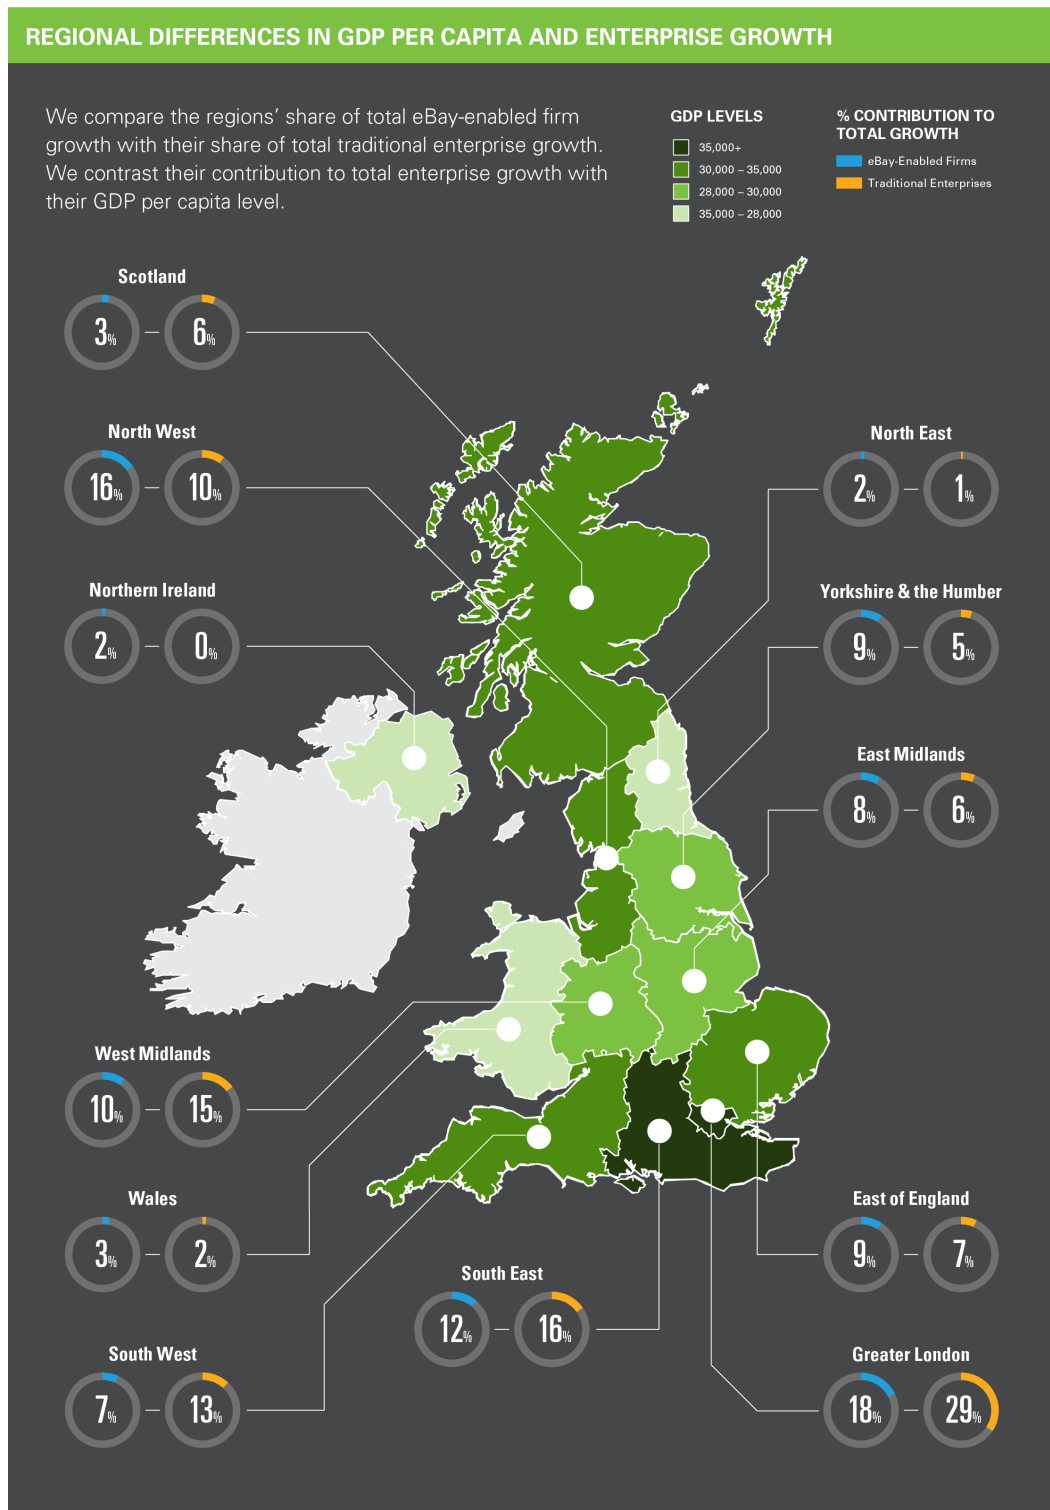 REGIONAL DIFFERENCES IN GDP PER CAPITA AND ENTERPRISE GROWTH
We compare the regions' share of total eBay-enabled firm
growth with their share of total traditional enterprise growth.
We contrast their contribution to total enterprise growth with
their GDP per capita level.
GDP LEVELS
35,000+
30,000 – 35,000
28,000 – 30,000
35,000 – 28,000
% CONTRIBUTION TO
TOTAL GROWTH
eBay-Enabled Firms
Traditional Enterprises
Scotland
3% 6%
North West
16% 10%
North East
2% 1%
Northern Ireland
2% 0%
Yorkshire & the Humber
9% 5%
East Midlands
8% 6%
West Midlands
10% 15%
Wales
3% 2%
East of England
9% 7%
South East
12% 16%
South West
7% 13%
Greater London
18% 29%